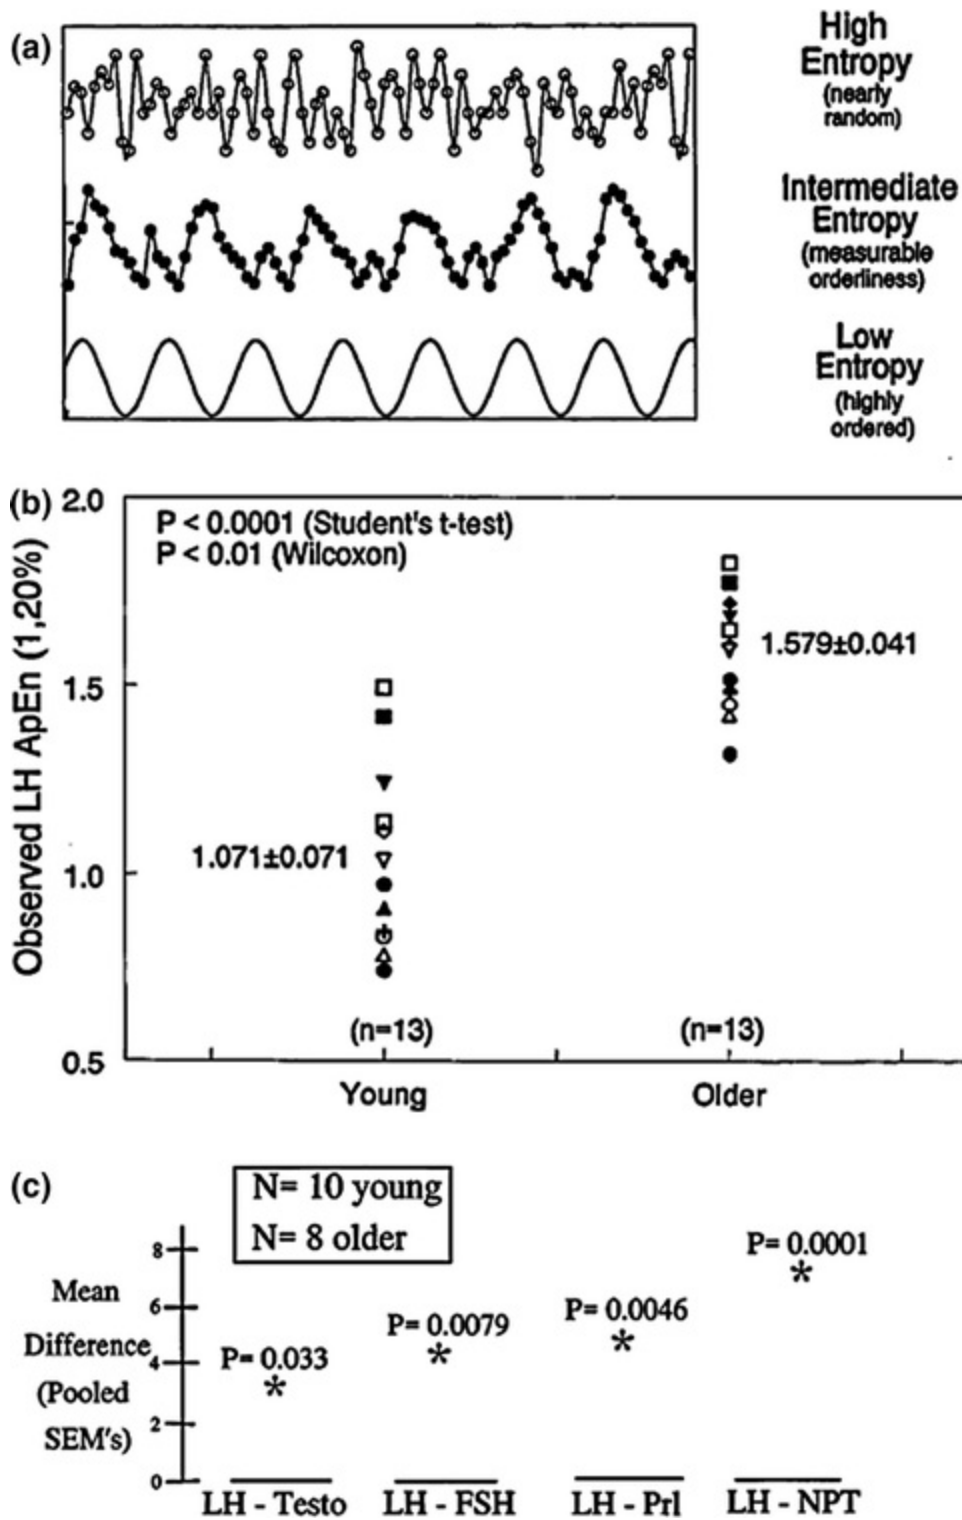 (a)
High
Entropy
(nearly
random)
Intermediate
Entropy
(measurable
orderliness)
Low
Entropy
(highly
ordered)
(b)
Observed LH ApEn (1,20%)
2.0
1.5
1.0
0.5
P < 0.0001 (Student's t-test)
P < 0.01 (Wilcoxon)
1.071±0.071
1.579±0.041
(n=13)
(n=13)
Young
Older
(c)
N= 10 young
N= 8 older
Mean
Difference
(Pooled
SEM's)
8
6
4
2
0
P= 0.033
P= 0.0079
P= 0.0046
P= 0.0001
*
*
*
*
LH - Testo
LH - FSH
LH - Prl
LH - NPT